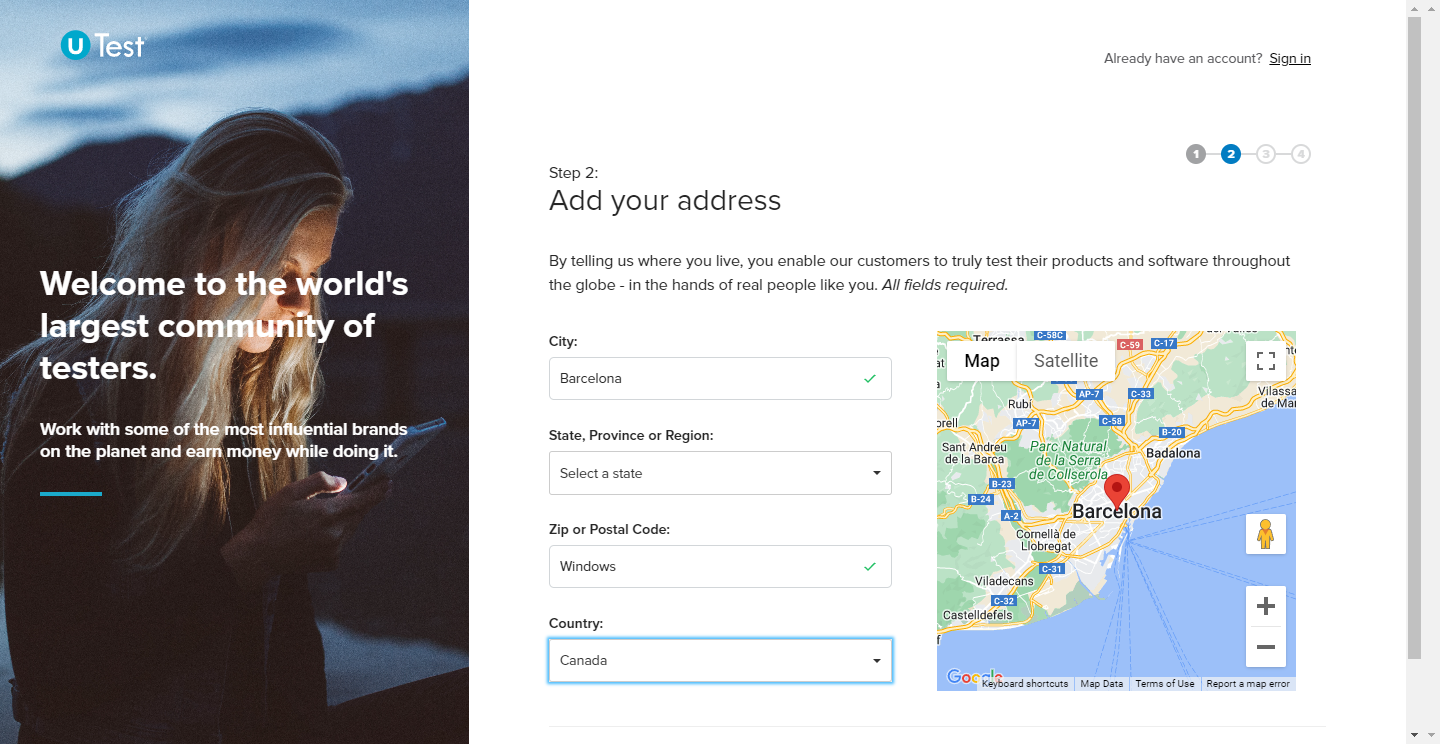 U Test
Already have an account? Sign in
1 2 3 4
Step 2:
Add your address
Welcome to the world's
largest community of
testers.
Work with some of the most influential brands
on the planet and earn money while doing it.
By telling us where you live, you enable our customers to truly test their products and software throughout
the globe - in the hands of real people like you. All fields required.
City:
Barcelona
State, Province or Region:
Select a state
Zip or Postal Code:
Windows
Country:
Canada
Terrassa
C-58C
C-59
C-17
Map
Satellite
AP-7
C-33
Vilassa
de Mar
Rubí
C-58
AP-7
B-20
Sant Andreu
de la Barca
Parc Natural
de la Serra
de Collserola
Badalona
B-23
B-24
A-2
Barcelona
Cornellà de
Llobregat
C-31
Viladecans
C-32
Castelldefels
Google
Keyboard shortcuts
Map Data
Terms of Use
Report a map error